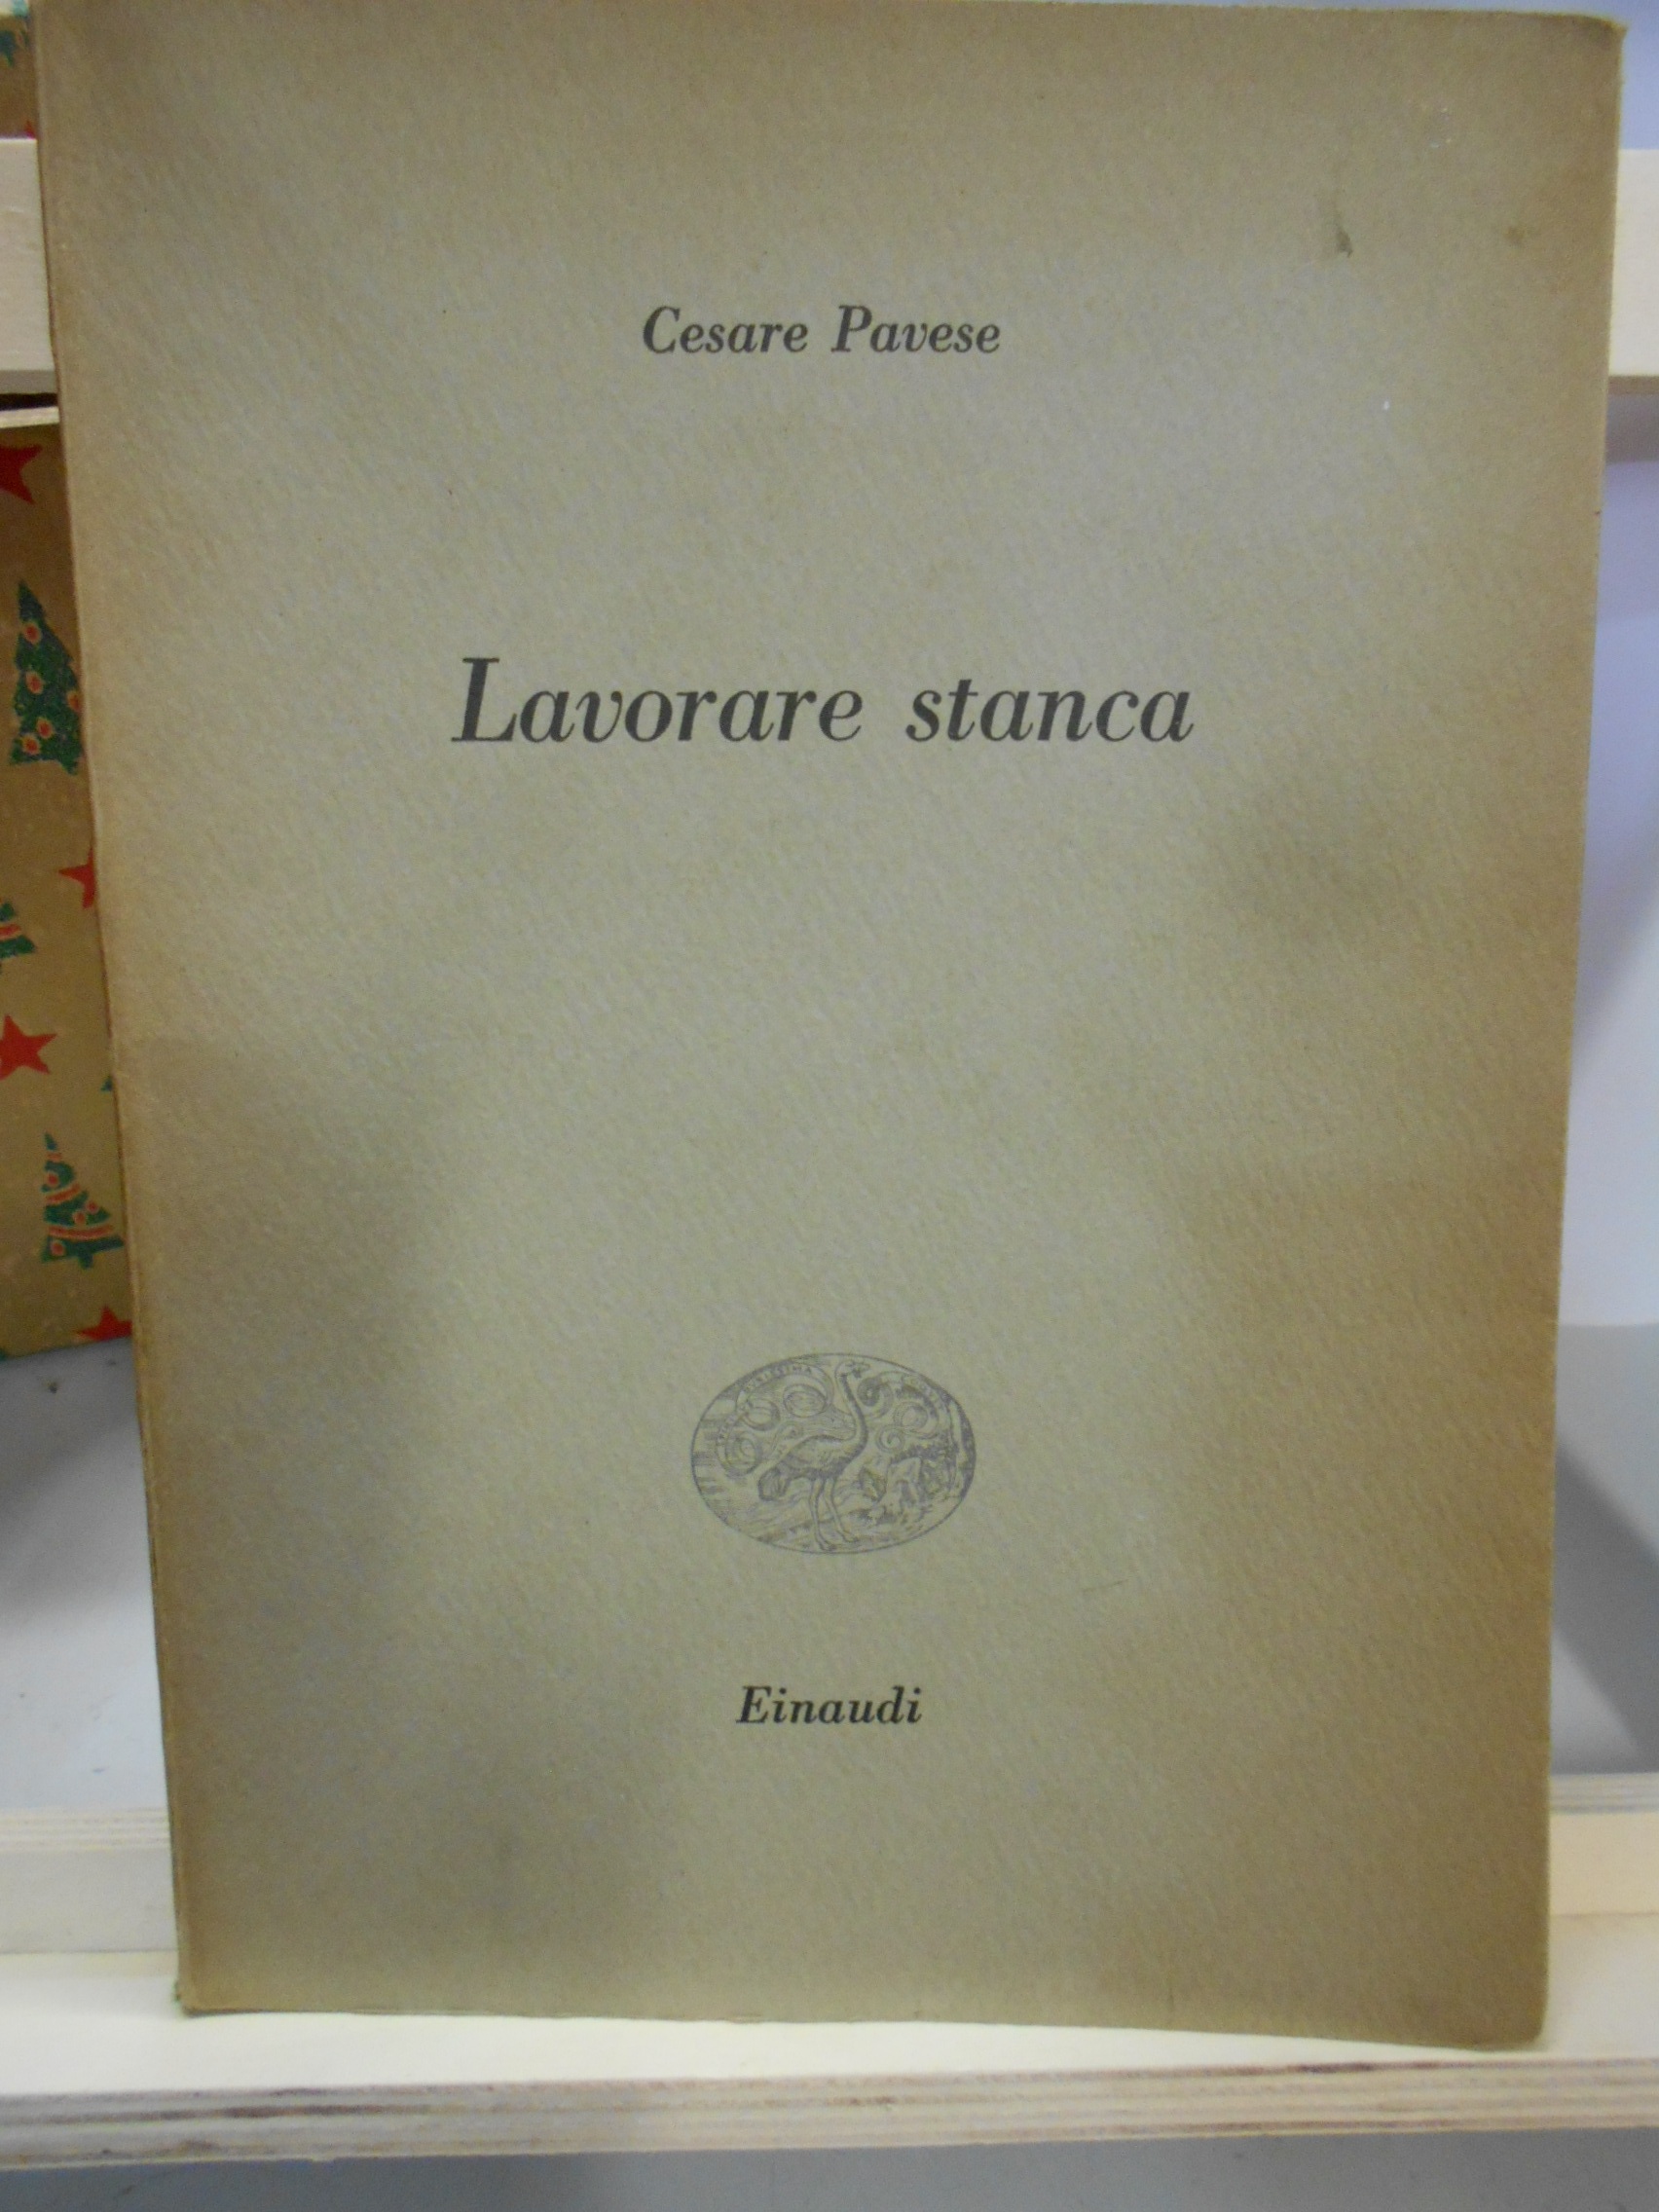 Cesare Pavese
Lavorare stanca
Einaudi